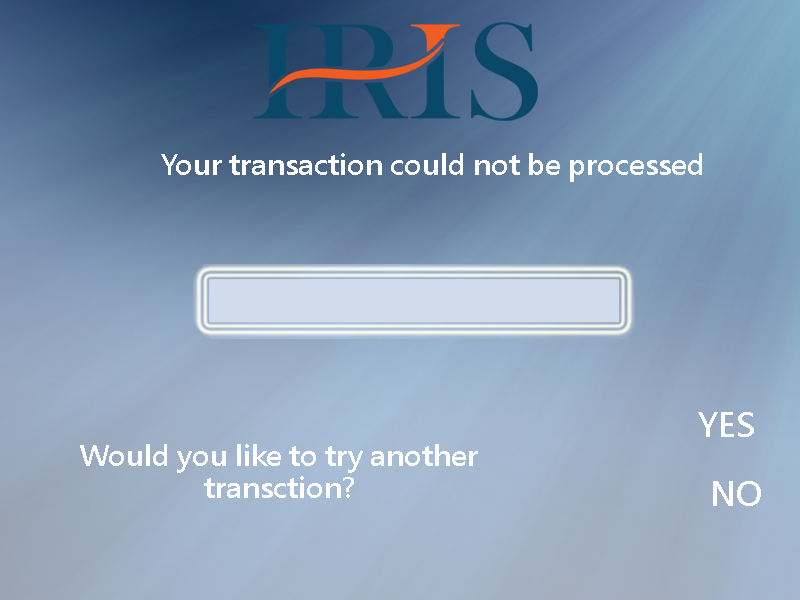 IRIS
Your transaction could not be processed
YES
Would you like to try another
transction?
NO